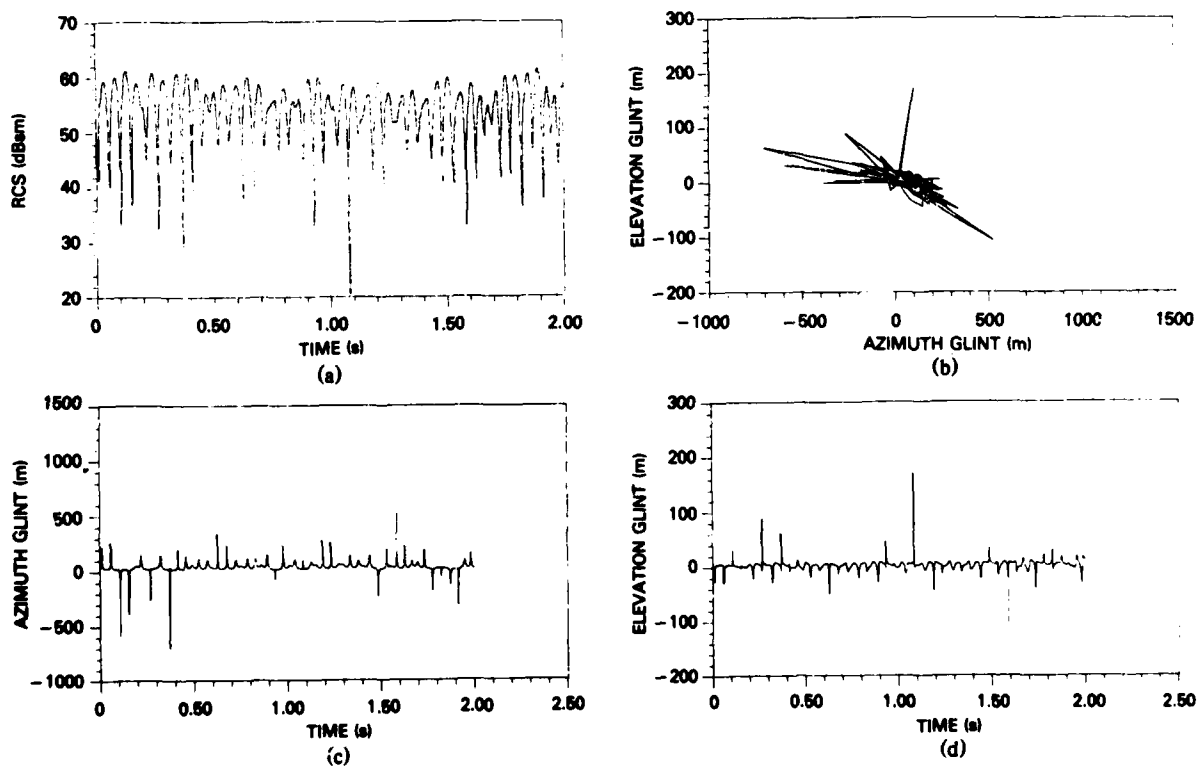 70
60
50
40
30
20
RCS (dBsm)
0 0.50 1.00 1.50 2.00
TIME (s)
(a)
300
200
100
0
-100
-200
ELEVATION GLINT (m)
-1000 -500 0 500 1000 1500
AZIMUTH GLINT (m)
(b)
1500
1000
500
0
-500
-1000
AZIMUTH GLINT (m)
0 0.50 1.00 1.50 2.00 2.50
TIME (s)
(c)
300
200
100
0
-100
-200
ELEVATION GLINT (m)
0 0.50 1.00 1.50 2.00 2.50
TIME (s)
(d)